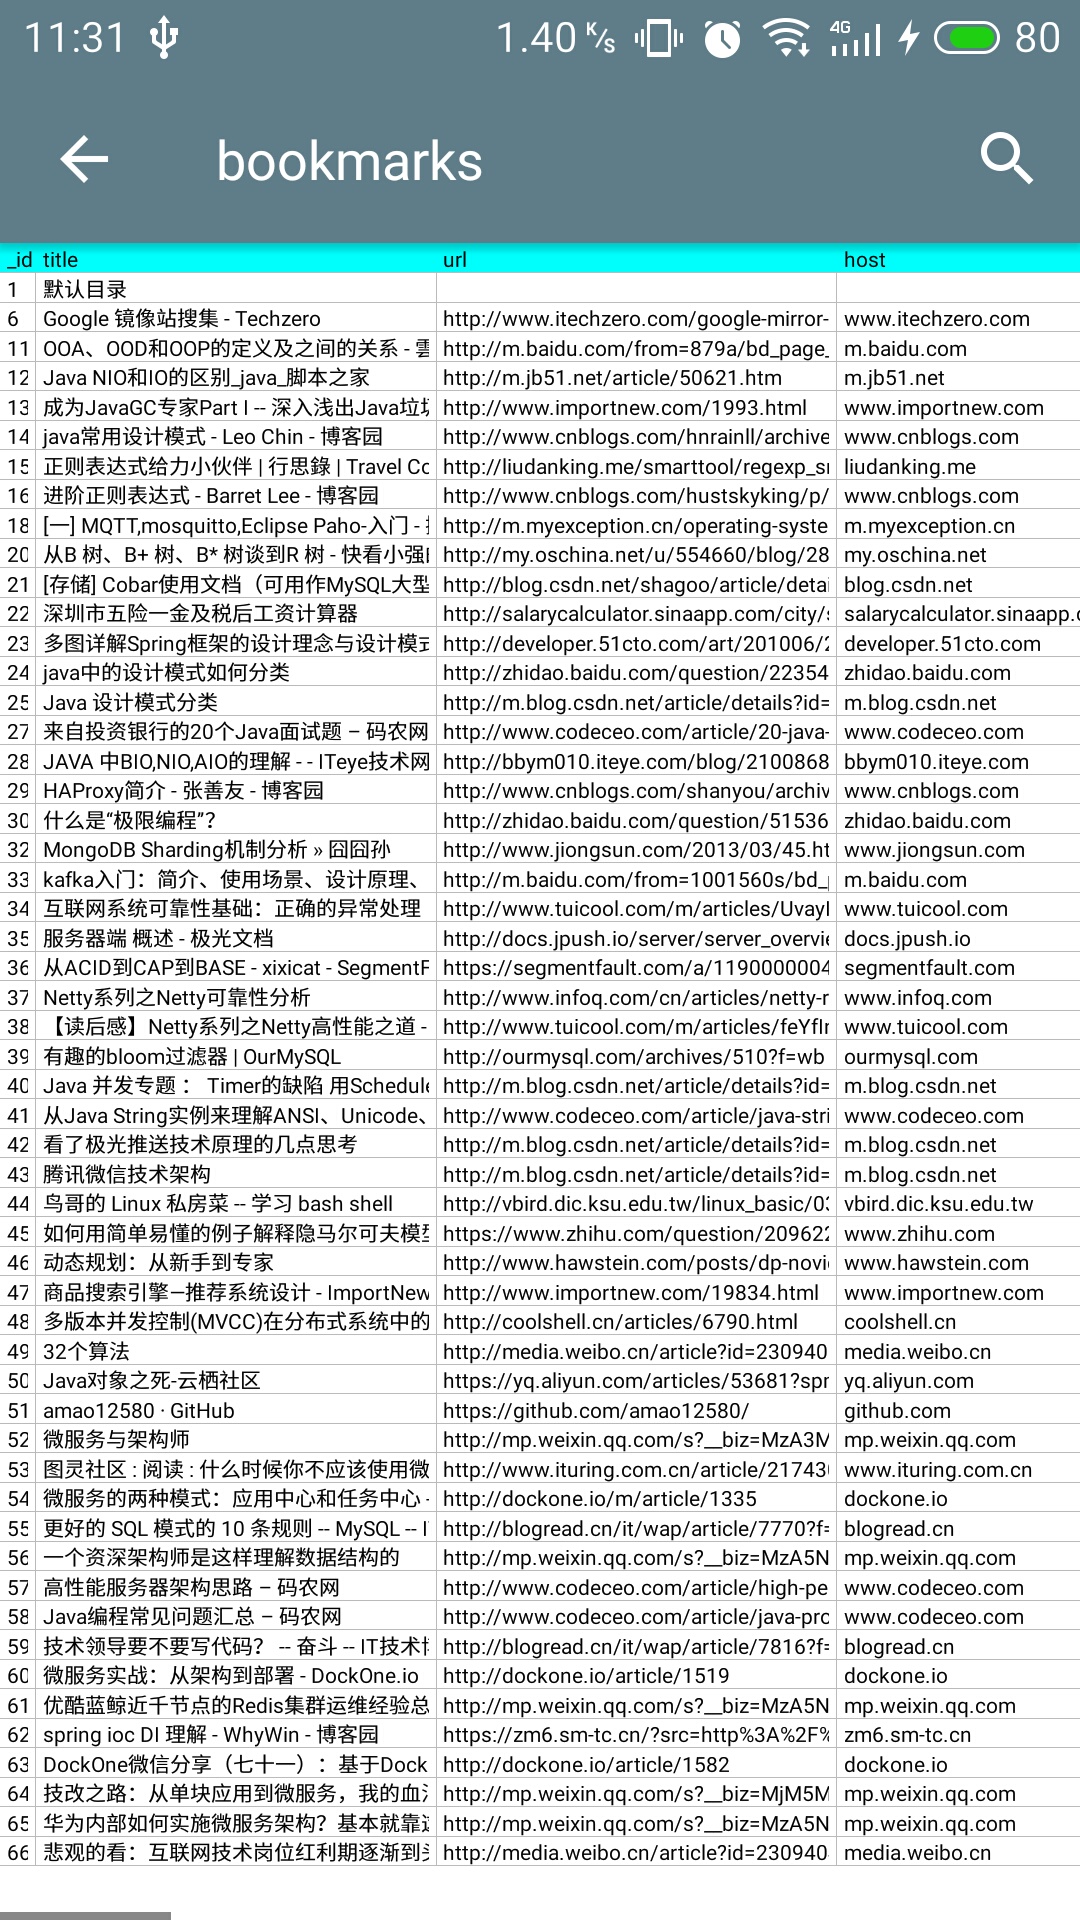 11:31 1.40 K/s 4G 80
bookmarks
_id title url host
1 默认目录
6 Google 镜像站搜集 - Techzero http://www.itechzero.com/google-mirror- www.itechzero.com
11 OOA、OOD和OOP的定义及之间的关系 - 雲 http://m.baidu.com/from=879a/bd_page_ m.baidu.com
12 Java NIO和IO的区别_java_脚本之家 http://m.jb51.net/article/50621.htm m.jb51.net
13 成为JavaGC专家Part I -- 深入浅出Java垃圾 http://www.importnew.com/1993.html www.importnew.com
14 java常用设计模式 - Leo Chin - 博客园 http://www.cnblogs.com/hnrainll/archive www.cnblogs.com
15 正则表达式给力小伙伴 | 行思錄 | Travel Co http://liudanking.me/smarttool/regexp_s liudanking.me
16 进阶正则表达式 - Barret Lee - 博客园 http://www.cnblogs.com/hustskyking/p/ www.cnblogs.com
18 [一] MQTT,mosquitto,Eclipse Paho-入门 - http://m.myexception.cn/operating-syste m.myexception.cn
20 从B 树、B+ 树、B* 树谈到R 树 - 快看小强 http://my.oschina.net/u/554660/blog/28 my.oschina.net
21 [存储] Cobar使用文档（可用作MySQL大型 http://blog.csdn.net/shagoo/article/detai blog.csdn.net
22 深圳市五险一金及税后工资计算器 http://salarycalculator.sinaapp.com/city/ salarycalculator.sinaapp.c
23 多图详解Spring框架的设计理念与设计模式 http://developer.51cto.com/art/201006/2 developer.51cto.com
24 java中的设计模式如何分类 http://zhidao.baidu.com/question/22354 zhidao.baidu.com
25 Java 设计模式分类 http://m.blog.csdn.net/article/details?id= m.blog.csdn.net
27 来自投资银行的20个Java面试题 – 码农网 http://www.codeceo.com/article/20-java- www.codeceo.com
28 JAVA 中BIO,NIO,AIO的理解 - - ITeye技术网 http://bbym010.iteye.com/blog/2100868 bbym010.iteye.com
29 HAProxy简介 - 张善友 - 博客园 http://www.cnblogs.com/shanyou/archiv www.cnblogs.com
30 什么是“极限编程”？ http://zhidao.baidu.com/question/51536 zhidao.baidu.com
32 MongoDB Sharding机制分析 » 囧囧孙 http://www.jiongsun.com/2013/03/45.ht www.jiongsun.com
33 kafka入门：简介、使用场景、设计原理、 http://m.baidu.com/from=1001560s/bd_ m.baidu.com
34 互联网系统可靠性基础：正确的异常处理 http://www.tuicool.com/m/articles/Uvay www.tuicool.com
35 服务器端 概述 - 极光文档 http://docs.jpush.io/server/server_overvie docs.jpush.io
36 从ACID到CAP到BASE - xixicat - SegmentF https://segmentfault.com/a/1190000004 segmentfault.com
37 Netty系列之Netty可靠性分析 http://www.infoq.com/cn/articles/netty-r www.infoq.com
38 【读后感】Netty系列之Netty高性能之道 - http://www.tuicool.com/m/articles/feYfI www.tuicool.com
39 有趣的bloom过滤器 | OurMySQL http://ourmysql.com/archives/510?f=wb ourmysql.com
40 Java 并发专题 ： Timer的缺陷 用Schedule http://m.blog.csdn.net/article/details?id= m.blog.csdn.net
41 从Java String实例来理解ANSI、Unicode、 http://www.codeceo.com/article/java-stri www.codeceo.com
42 看了极光推送技术原理的几点思考 http://m.blog.csdn.net/article/details?id= m.blog.csdn.net
43 腾讯微信技术架构 http://m.blog.csdn.net/article/details?id= m.blog.csdn.net
44 鸟哥的 Linux 私房菜 -- 学习 bash shell http://vbird.dic.ksu.edu.tw/linux_basic/03 vbird.dic.ksu.edu.tw
45 如何用简单易懂的例子解释隐马尔可夫模型 https://www.zhihu.com/question/209622 www.zhihu.com
46 动态规划：从新手到专家 http://www.hawstein.com/posts/dp-novi www.hawstein.com
47 商品搜索引擎—推荐系统设计 - ImportNew http://www.importnew.com/19834.html www.importnew.com
48 多版本并发控制(MVCC)在分布式系统中的 http://coolshell.cn/articles/6790.html coolshell.cn
49 32个算法 http://media.weibo.cn/article?id=230940 media.weibo.cn
50 Java对象之死-云栖社区 https://yq.aliyun.com/articles/53681?spr yq.aliyun.com
51 amao12580 · GitHub https://github.com/amao12580/ github.com
52 微服务与架构师 http://mp.weixin.qq.com/s?__biz=MzA3M mp.weixin.qq.com
53 图灵社区 : 阅读 : 什么时候你不应该使用微 http://www.ituring.com.cn/article/21743 www.ituring.com.cn
54 微服务的两种模式：应用中心和任务中心 - http://dockone.io/m/article/1335 dockone.io
55 更好的 SQL 模式的 10 条规则 -- MySQL -- I http://blogread.cn/it/wap/article/7770?f= blogread.cn
56 一个资深架构师是这样理解数据结构的 http://mp.weixin.qq.com/s?__biz=MzA5N mp.weixin.qq.com
57 高性能服务器架构思路 – 码农网 http://www.codeceo.com/article/high-pe www.codeceo.com
58 Java编程常见问题汇总 – 码农网 http://www.codeceo.com/article/java-pro www.codeceo.com
59 技术领导要不要写代码？ -- 奋斗 -- IT技术博 http://blogread.cn/it/wap/article/7816?f= blogread.cn
60 微服务实战：从架构到部署 - DockOne.io http://dockone.io/article/1519 dockone.io
61 优酷蓝鲸近千节点的Redis集群运维经验总 http://mp.weixin.qq.com/s?__biz=MzA5N mp.weixin.qq.com
62 spring ioc DI 理解 - WhyWin - 博客园 https://zm6.sm-tc.cn/?src=http%3A%2F% zm6.sm-tc.cn
63 DockOne微信分享（七十一）：基于Dock http://dockone.io/article/1582 dockone.io
64 技改之路：从单块应用到微服务，我的血 http://mp.weixin.qq.com/s?__biz=MjM5M mp.weixin.qq.com
65 华为内部如何实施微服务架构？基本就靠这 http://mp.weixin.qq.com/s?__biz=MzA5N mp.weixin.qq.com
66 悲观的看：互联网技术岗位红利期逐渐到头 http://media.weibo.cn/article?id=230940 media.weibo.cn